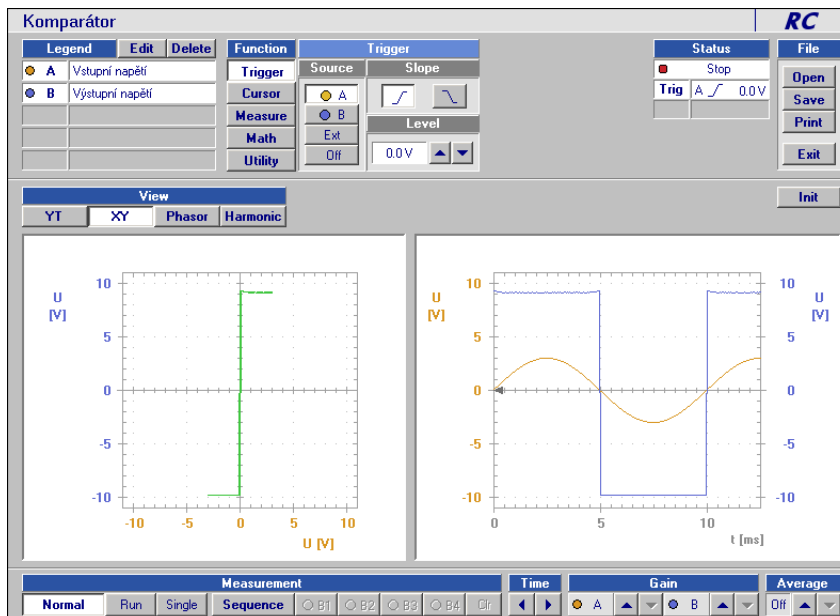 Komparátor RC
Legend Edit Delete Function Trigger Status File
A Vstupní napětí Trigger Source Slope Stop Open
B Výstupní napětí Cursor A Trig A 0.0 V Save
Measure B Level Print
Math Ext
Utility Off 0.0 V Exit
View Init
YT XY Phasor Harmonic
U [V]
10
5
0
-5
-10
-10 -5 0 5 10
U [V]
U [V]
10
5
0
-5
-10
0 5 10
t [ms]
U [V]
10
5
0
-5
-10
Measurement Time Gain Average
Normal Run Single Sequence B1 B2 B3 B4 Clr A B Off